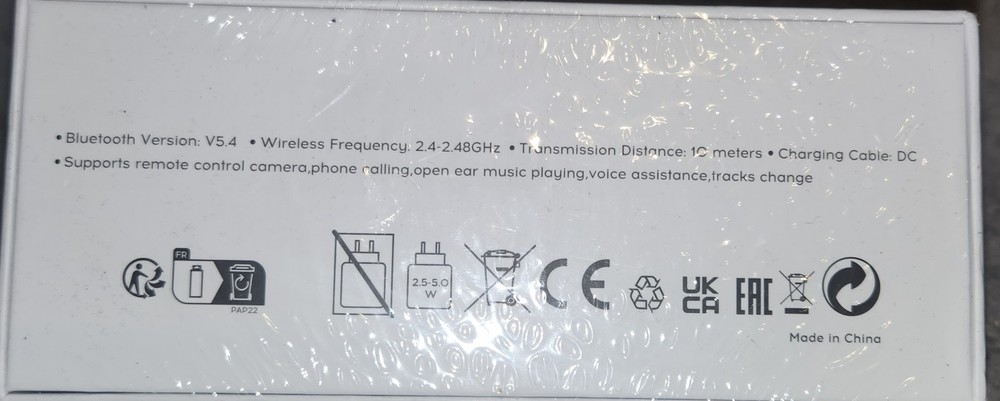 • Bluetooth Version: V5.4 • Wireless Frequency: 2.4-2.48GHz • Transmission Distance: 10 meters • Charging Cable: DC
• Supports remote control camera,phone calling,open ear music playing,voice assistance,tracks change
FR
PAP22
2.5-5.0
W
CE
UK
CA
EAC
Made in China